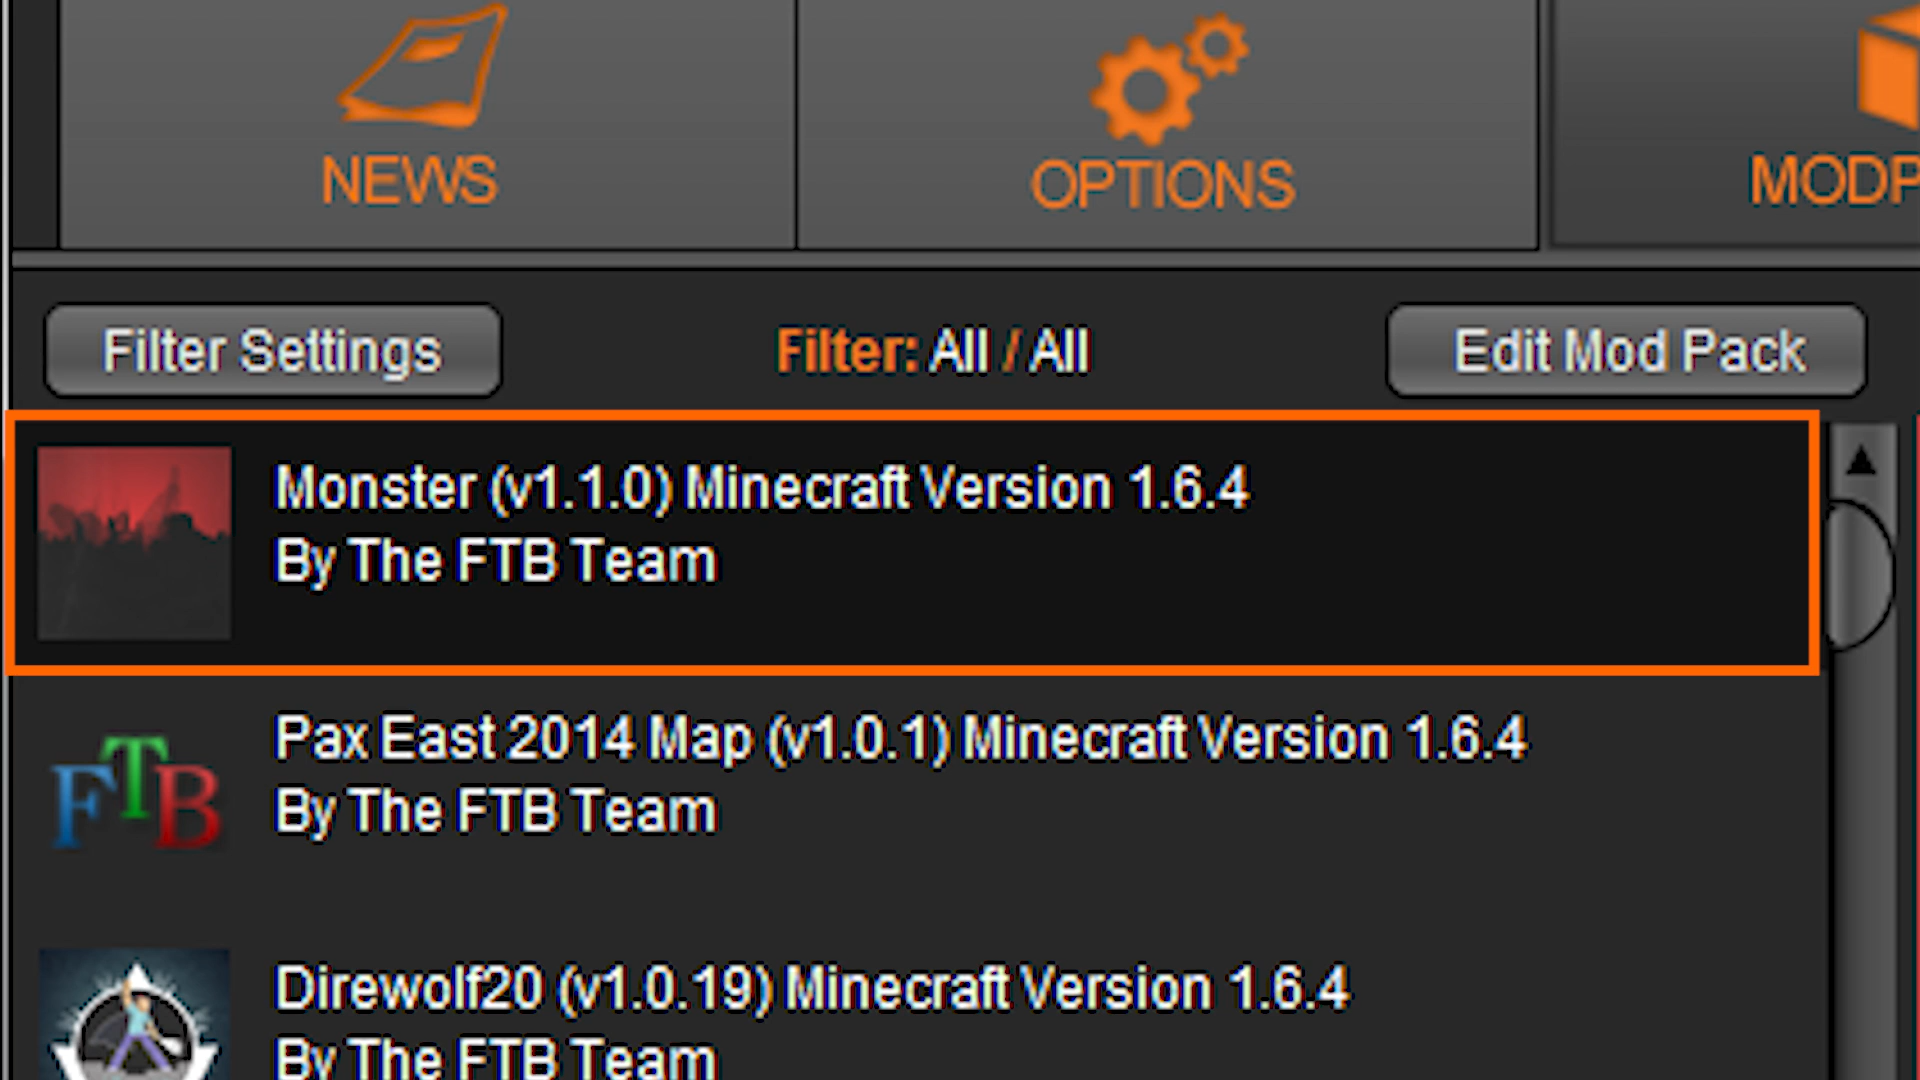 NEWS
OPTIONS
MODP
Filter Settings
Filter: All / All
Edit Mod Pack
Monster (v1.1.0) Minecraft Version 1.6.4
By The FTB Team
FTB
Pax East 2014 Map (v1.0.1) Minecraft Version 1.6.4
By The FTB Team
Direwolf20 (v1.0.19) Minecraft Version 1.6.4
By The FTB Team